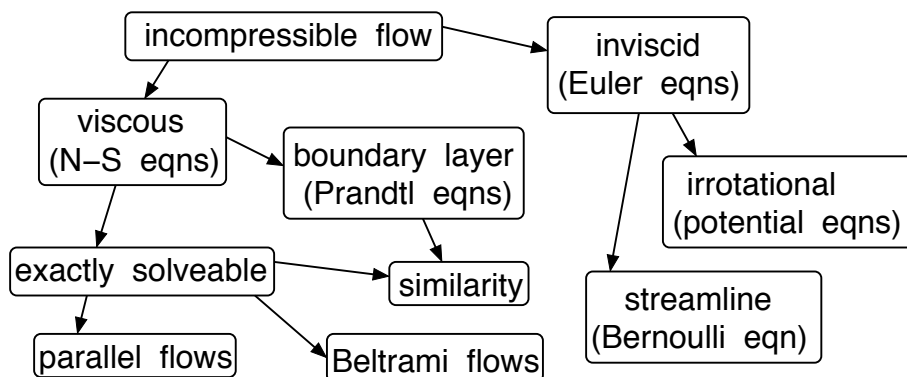 incompressible flow
inviscid
(Euler eqns)
viscous
(N−S eqns)
boundary layer
(Prandtl eqns)
irrotational
(potential eqns)
exactly solveable
similarity
streamline
(Bernoulli eqn)
parallel flows
Beltrami flows